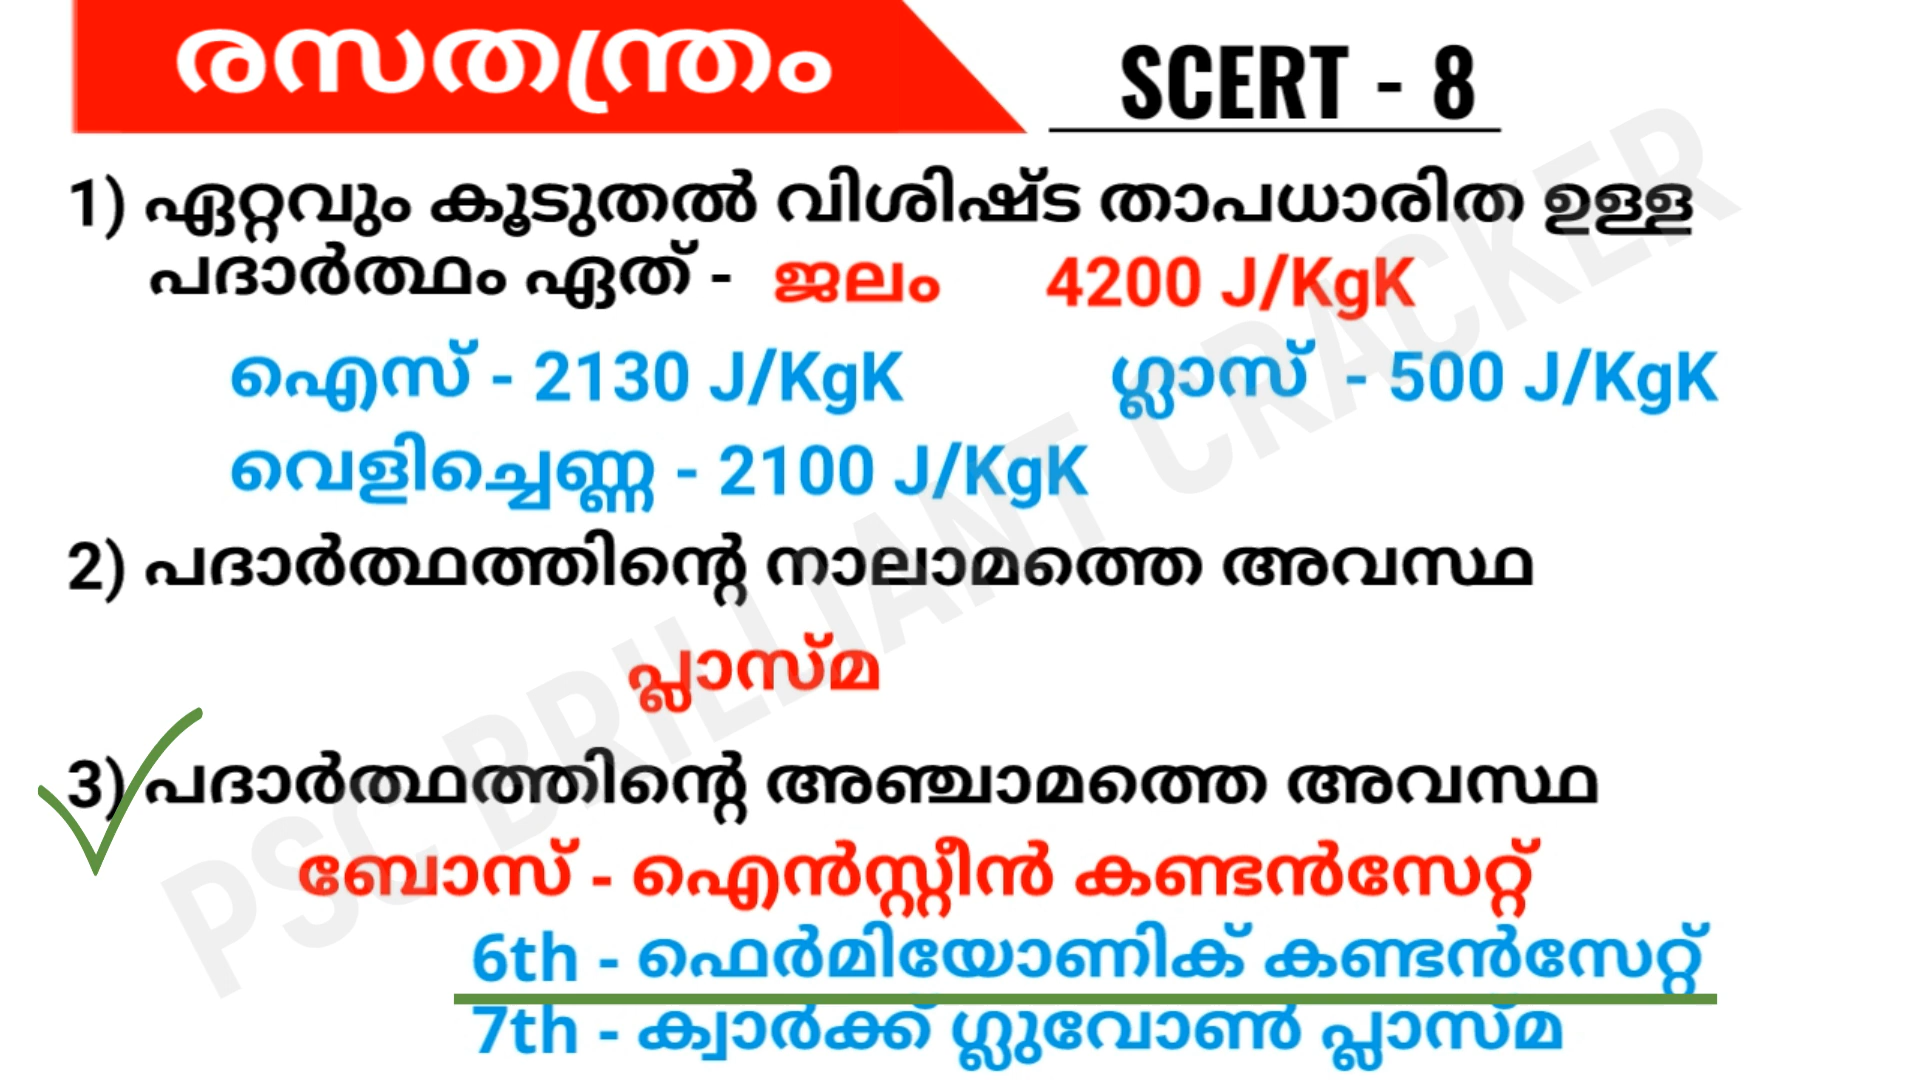 രസതന്ത്രം
SCERT - 8
1) ഏറ്റവും കൂടുതൽ വിശിഷ്ട താപധാരിത ഉള്ള
പദാർത്ഥം ഏത് - ജലം 4200 J/KgK
ഐസ് - 2130 J/KgK ഗ്ലാസ് - 500 J/KgK
വെളിച്ചെണ്ണ - 2100 J/KgK
2) പദാർത്ഥത്തിന്റെ നാലാമത്തെ അവസ്ഥ
പ്ലാസ്മ
3) പദാർത്ഥത്തിന്റെ അഞ്ചാമത്തെ അവസ്ഥ
ബോസ് - ഐൻസ്റ്റീൻ കണ്ടൻസേറ്റ്
6th - ഫെർമിയോണിക് കണ്ടൻസേറ്റ്
7th - ക്വാർക്ക് ഗ്ലുവോൺ പ്ലാസ്മ
PSC BRILLIANT CRACKER